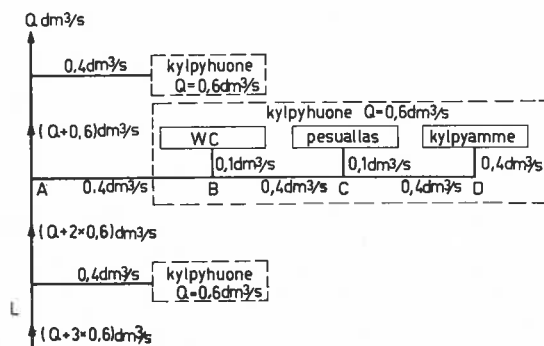 Q dm³/s
0,4dm³/s
kylpyhuone
Q=0,6dm³/s
kylpyhuone Q=0,6dm³/s
(Q+0,6)dm³/s
WC
pesuallas
kylpyamme
0,1dm³/s
0,1dm³/s
0,4dm³/s
A
0.4dm³/s
B
0,4dm³/s
C
0,4dm³/s
D
(Q+2×0,6)dm³/s
0,4dm³/s
kylpyhuone
Q=0,6dm³/s
L
(Q+3×0,6)dm³/s